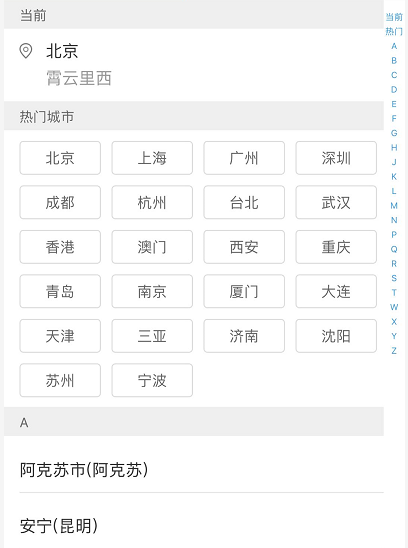 当前
北京
霄云里西
热门城市
北京 上海 广州 深圳
成都 杭州 台北 武汉
香港 澳门 西安 重庆
青岛 南京 厦门 大连
天津 三亚 济南 沈阳
苏州 宁波
A
阿克苏市(阿克苏)
安宁(昆明)
当前
热门
A
B
C
D
E
F
G
H
J
K
L
M
N
P
Q
R
S
T
W
X
Y
Z